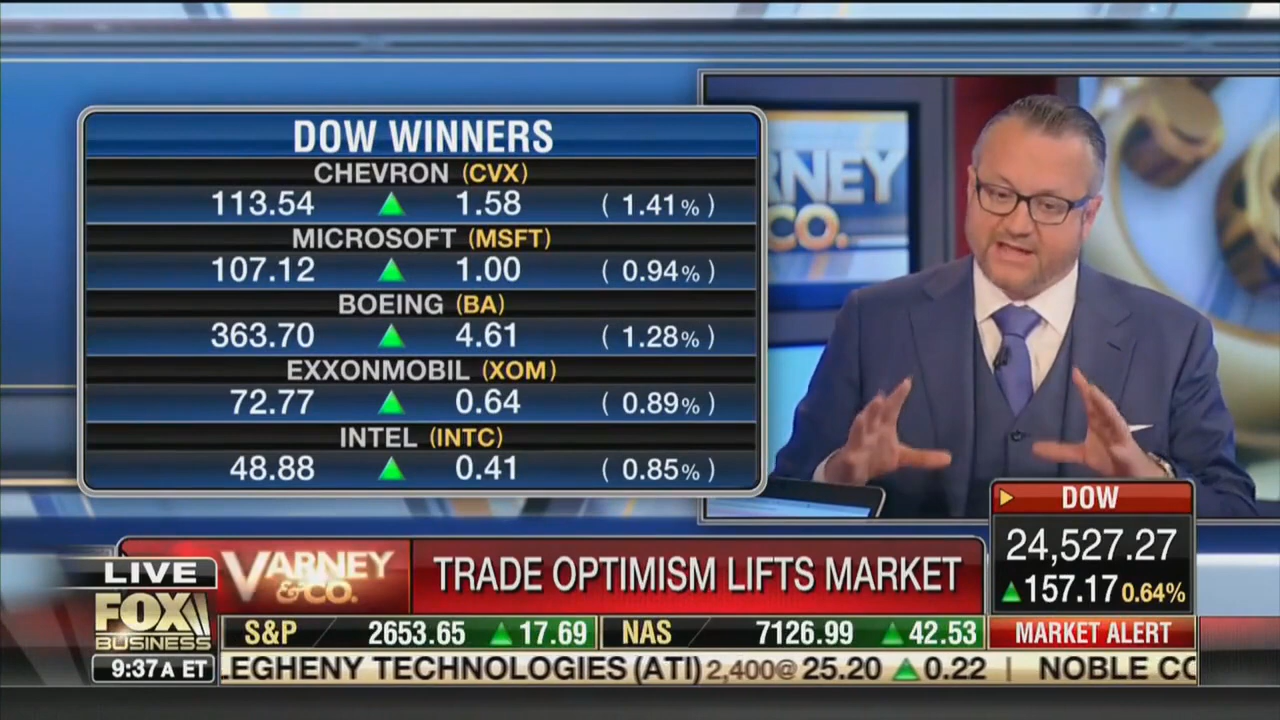 DOW WINNERS
CHEVRON (CVX)
113.54 ▲ 1.58 (1.41%)
MICROSOFT (MSFT)
107.12 ▲ 1.00 (0.94%)
BOEING (BA)
363.70 ▲ 4.61 (1.28%)
EXXONMOBIL (XOM)
72.77 ▲ 0.64 (0.89%)
INTEL (INTC)
48.88 ▲ 0.41 (0.85%)
RNEY
CO.
DOW
24,527.27
▲157.17 0.64%
MARKET ALERT
VARNEY
& CO.
TRADE OPTIMISM LIFTS MARKET
LIVE
FOX
BUSINESS
9:37A ET
S&P 2653.65 ▲17.69 NAS 7126.99 ▲42.53
LEGHENY TECHNOLOGIES (ATI) 2,400@ 25.20 ▲0.22 | NOBLE CO